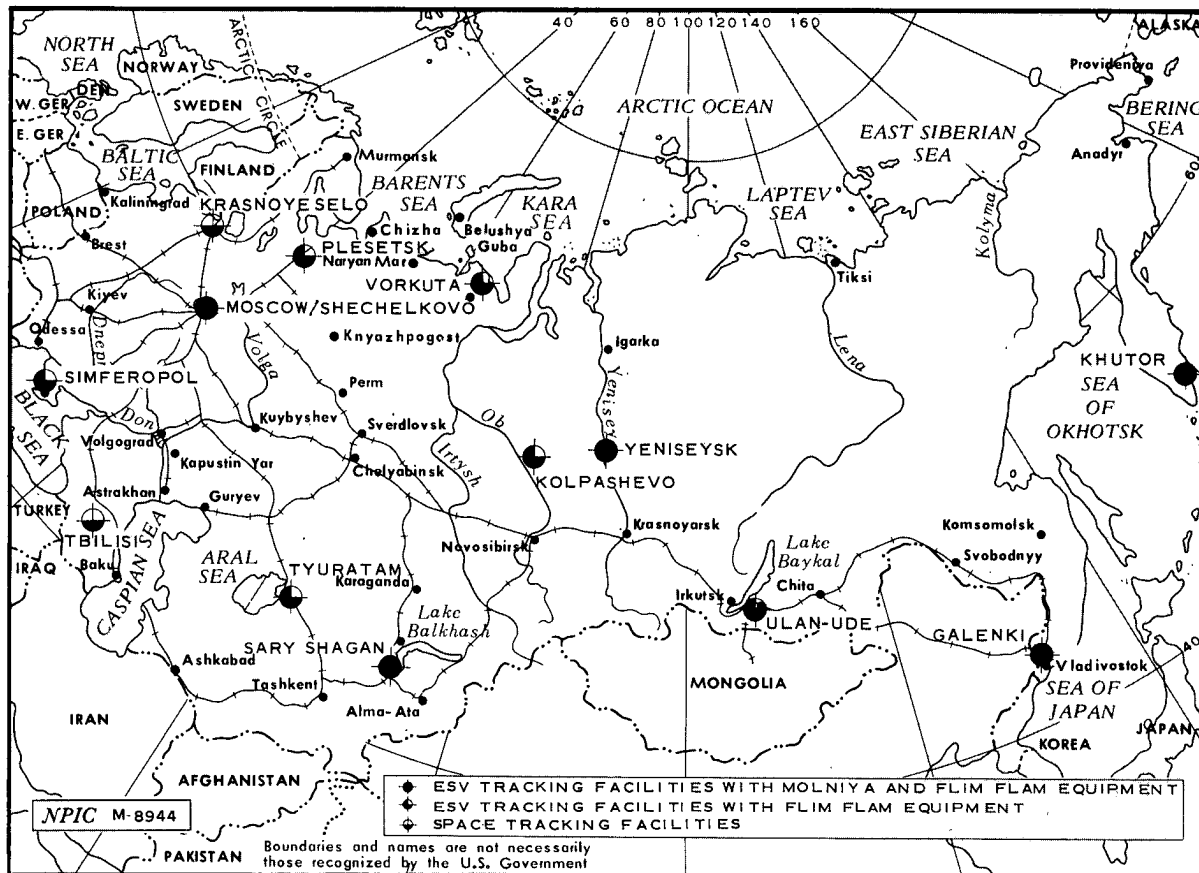 40 60 80 100 120 140 160
ALASKA
NORTH
SEA
NORWAY
ARCTIC
CIRCLE
Provideniya
DEN
W. GER
SWEDEN
ARCTIC OCEAN
BERING
SEA
E. GER
EAST SIBERIAN
SEA
BALTIC
SEA
FINLAND
Murmansk
Anadyr
60
BARENTS
SEA
KARA
SEA
LAPTEV
SEA
POLAND
Kaliningrad
KRASNOYE SELO
Chizha
Belushya
Guba
Kolyma
Brest
PLESETSK
Naryan Mar
VORKUTA
Tiksi
Kiyev
MOSCOW/SHECHELKOVO
Odessa
Dnepr
Volga
Knyazhpogost
Igarka
Lena
SIMFEROPOL
Perm
Yenisey
KHUTOR
SEA
OF
OKHOTSK
BLACK
SEA
Don
Kuybyshev
Sverdlovsk
Ob
Irtysh
Volgograd
Kapustin Yar
Chelyabinsk
YENISEYSK
KOLPASHEVO
Astrakhan
Guryev
TURKEY
TBILISI
Krasnoyarsk
Komsomolsk
Novosibirsk
Svobodnyy
IRAQ
Baku
CASPIAN SEA
ARAL
SEA
TYURATAM
Karaganda
Lake
Baykal
Chita
Irkutsk
ULAN-UDE
Lake
Balkhash
SARY SHAGAN
GALENKI
40
Ashkabad
Tashkent
Alma-Ata
MONGOLIA
Vladivostok
SEA OF
JAPAN
IRAN
JAPAN
KOREA
AFGHANISTAN
ESV TRACKING FACILITIES WITH MOLNIYA AND FLIM FLAM EQUIPMENT
ESV TRACKING FACILITIES WITH FLIM FLAM EQUIPMENT
SPACE TRACKING FACILITIES
NPIC M-8944
PAKISTAN
Boundaries and names are not necessarily
those recognized by the U.S. Government